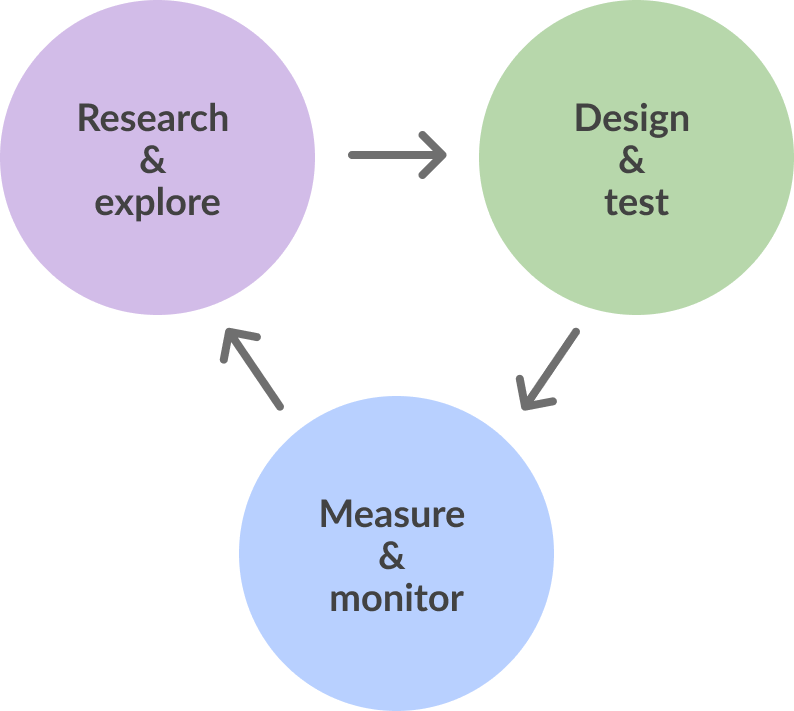 Research
&
explore
Design
&
test
Measure
&
monitor